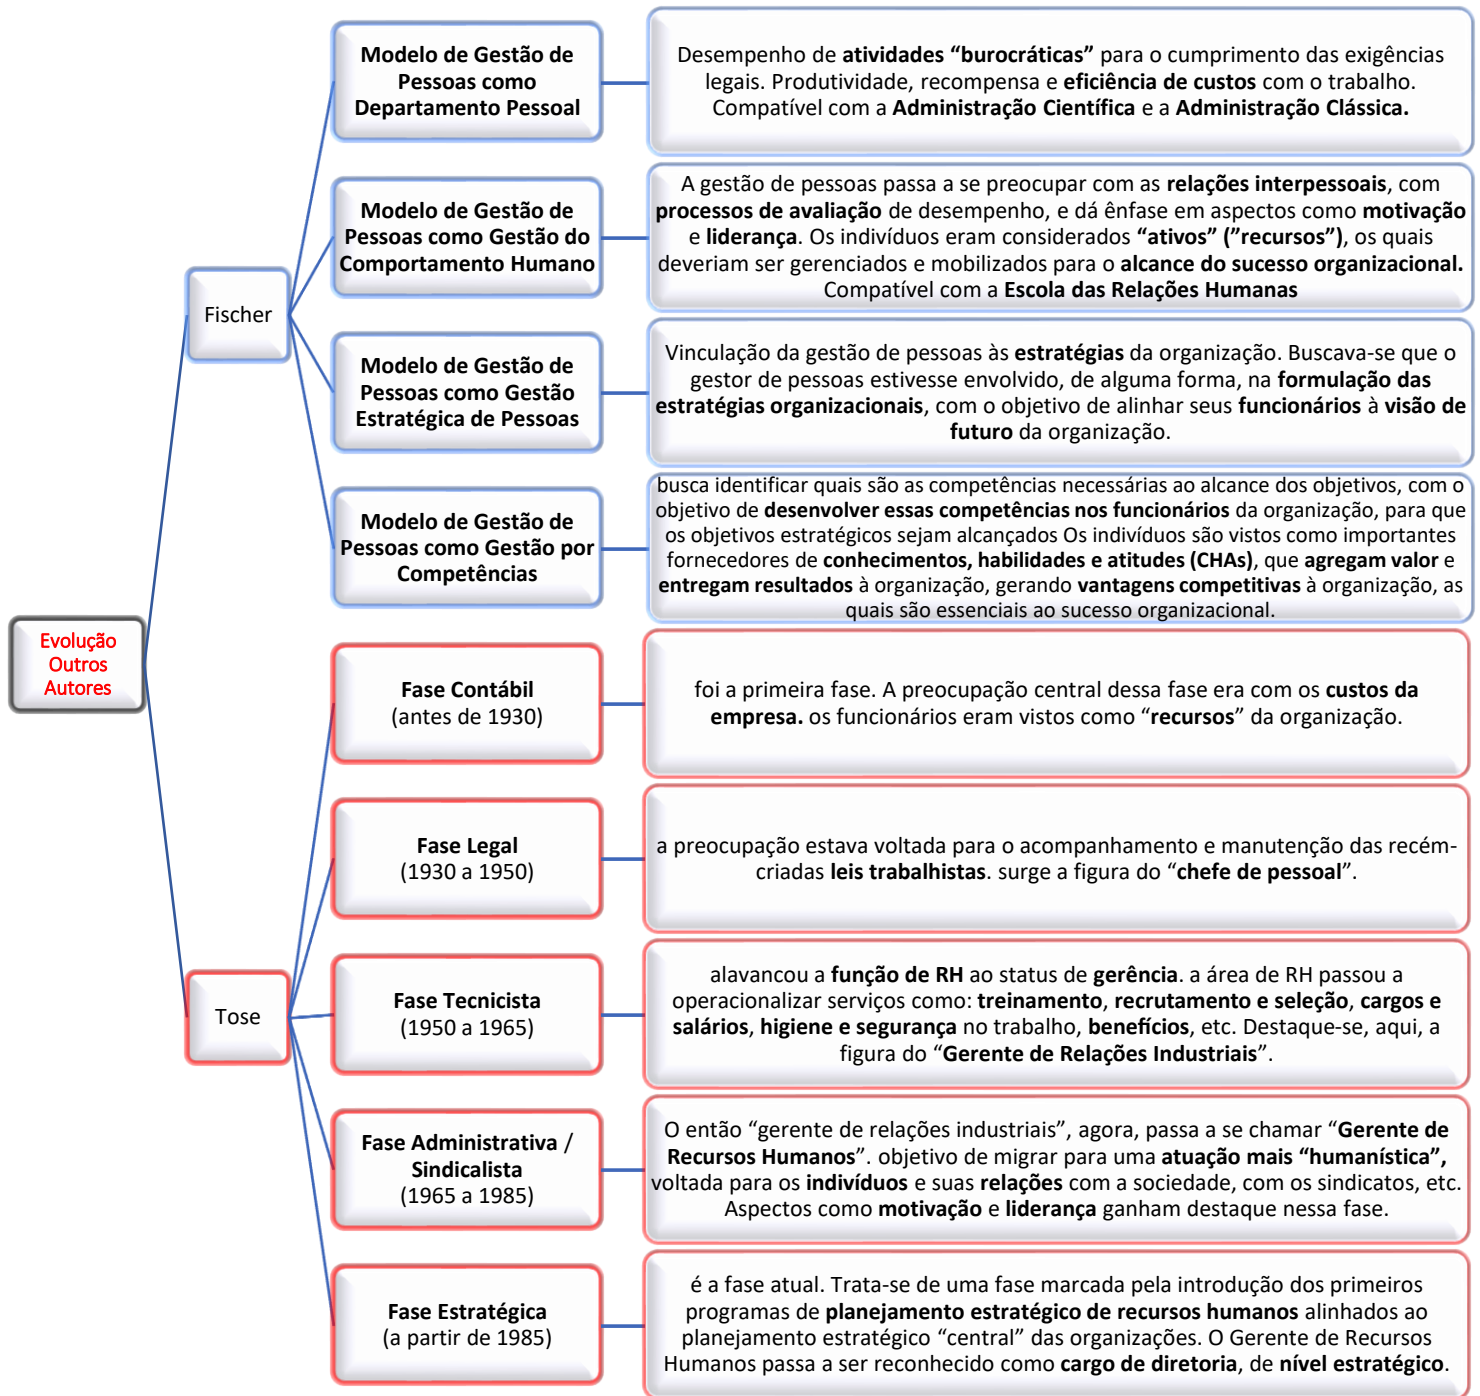 Evolução
Outros
Autores
Fischer
Modelo de Gestão de
Pessoas como
Departamento Pessoal
Desempenho de atividades “burocráticas” para o cumprimento das exigências
legais. Produtividade, recompensa e eficiência de custos com o trabalho.
Compatível com a Administração Científica e a Administração Clássica.
Modelo de Gestão de
Pessoas como Gestão do
Comportamento Humano
A gestão de pessoas passa a se preocupar com as relações interpessoais, com
processos de avaliação de desempenho, e dá ênfase em aspectos como motivação
e liderança. Os indivíduos eram considerados “ativos” (”recursos”), os quais
deveriam ser gerenciados e mobilizados para o alcance do sucesso organizacional.
Compatível com a Escola das Relações Humanas
Modelo de Gestão de
Pessoas como Gestão
Estratégica de Pessoas
Vinculação da gestão de pessoas às estratégias da organização. Buscava-se que o
gestor de pessoas estivesse envolvido, de alguma forma, na formulação das
estratégias organizacionais, com o objetivo de alinhar seus funcionários à visão de
futuro da organização.
Modelo de Gestão de
Pessoas como Gestão por
Competências
busca identificar quais são as competências necessárias ao alcance dos objetivos, com o
objetivo de desenvolver essas competências nos funcionários da organização, para que
os objetivos estratégicos sejam alcançados Os indivíduos são vistos como importantes
fornecedores de conhecimentos, habilidades e atitudes (CHAs), que agregam valor e
entregam resultados à organização, gerando vantagens competitivas à organização, as
quais são essenciais ao sucesso organizacional.
Tose
Fase Contábil
(antes de 1930)
foi a primeira fase. A preocupação central dessa fase era com os custos da
empresa. os funcionários eram vistos como “recursos” da organização.
Fase Legal
(1930 a 1950)
a preocupação estava voltada para o acompanhamento e manutenção das recém-
criadas leis trabalhistas. surge a figura do “chefe de pessoal”.
Fase Tecnicista
(1950 a 1965)
alavancou a função de RH ao status de gerência. a área de RH passou a
operacionalizar serviços como: treinamento, recrutamento e seleção, cargos e
salários, higiene e segurança no trabalho, benefícios, etc. Destaque-se, aqui, a
figura do “Gerente de Relações Industriais”.
Fase Administrativa /
Sindicalista
(1965 a 1985)
O então “gerente de relações industriais”, agora, passa a se chamar “Gerente de
Recursos Humanos”. objetivo de migrar para uma atuação mais “humanística”,
voltada para os indivíduos e suas relações com a sociedade, com os sindicatos, etc.
Aspectos como motivação e liderança ganham destaque nessa fase.
Fase Estratégica
(a partir de 1985)
é a fase atual. Trata-se de uma fase marcada pela introdução dos primeiros
programas de planejamento estratégico de recursos humanos alinhados ao
planejamento estratégico “central” das organizações. O Gerente de Recursos
Humanos passa a ser reconhecido como cargo de diretoria, de nível estratégico.